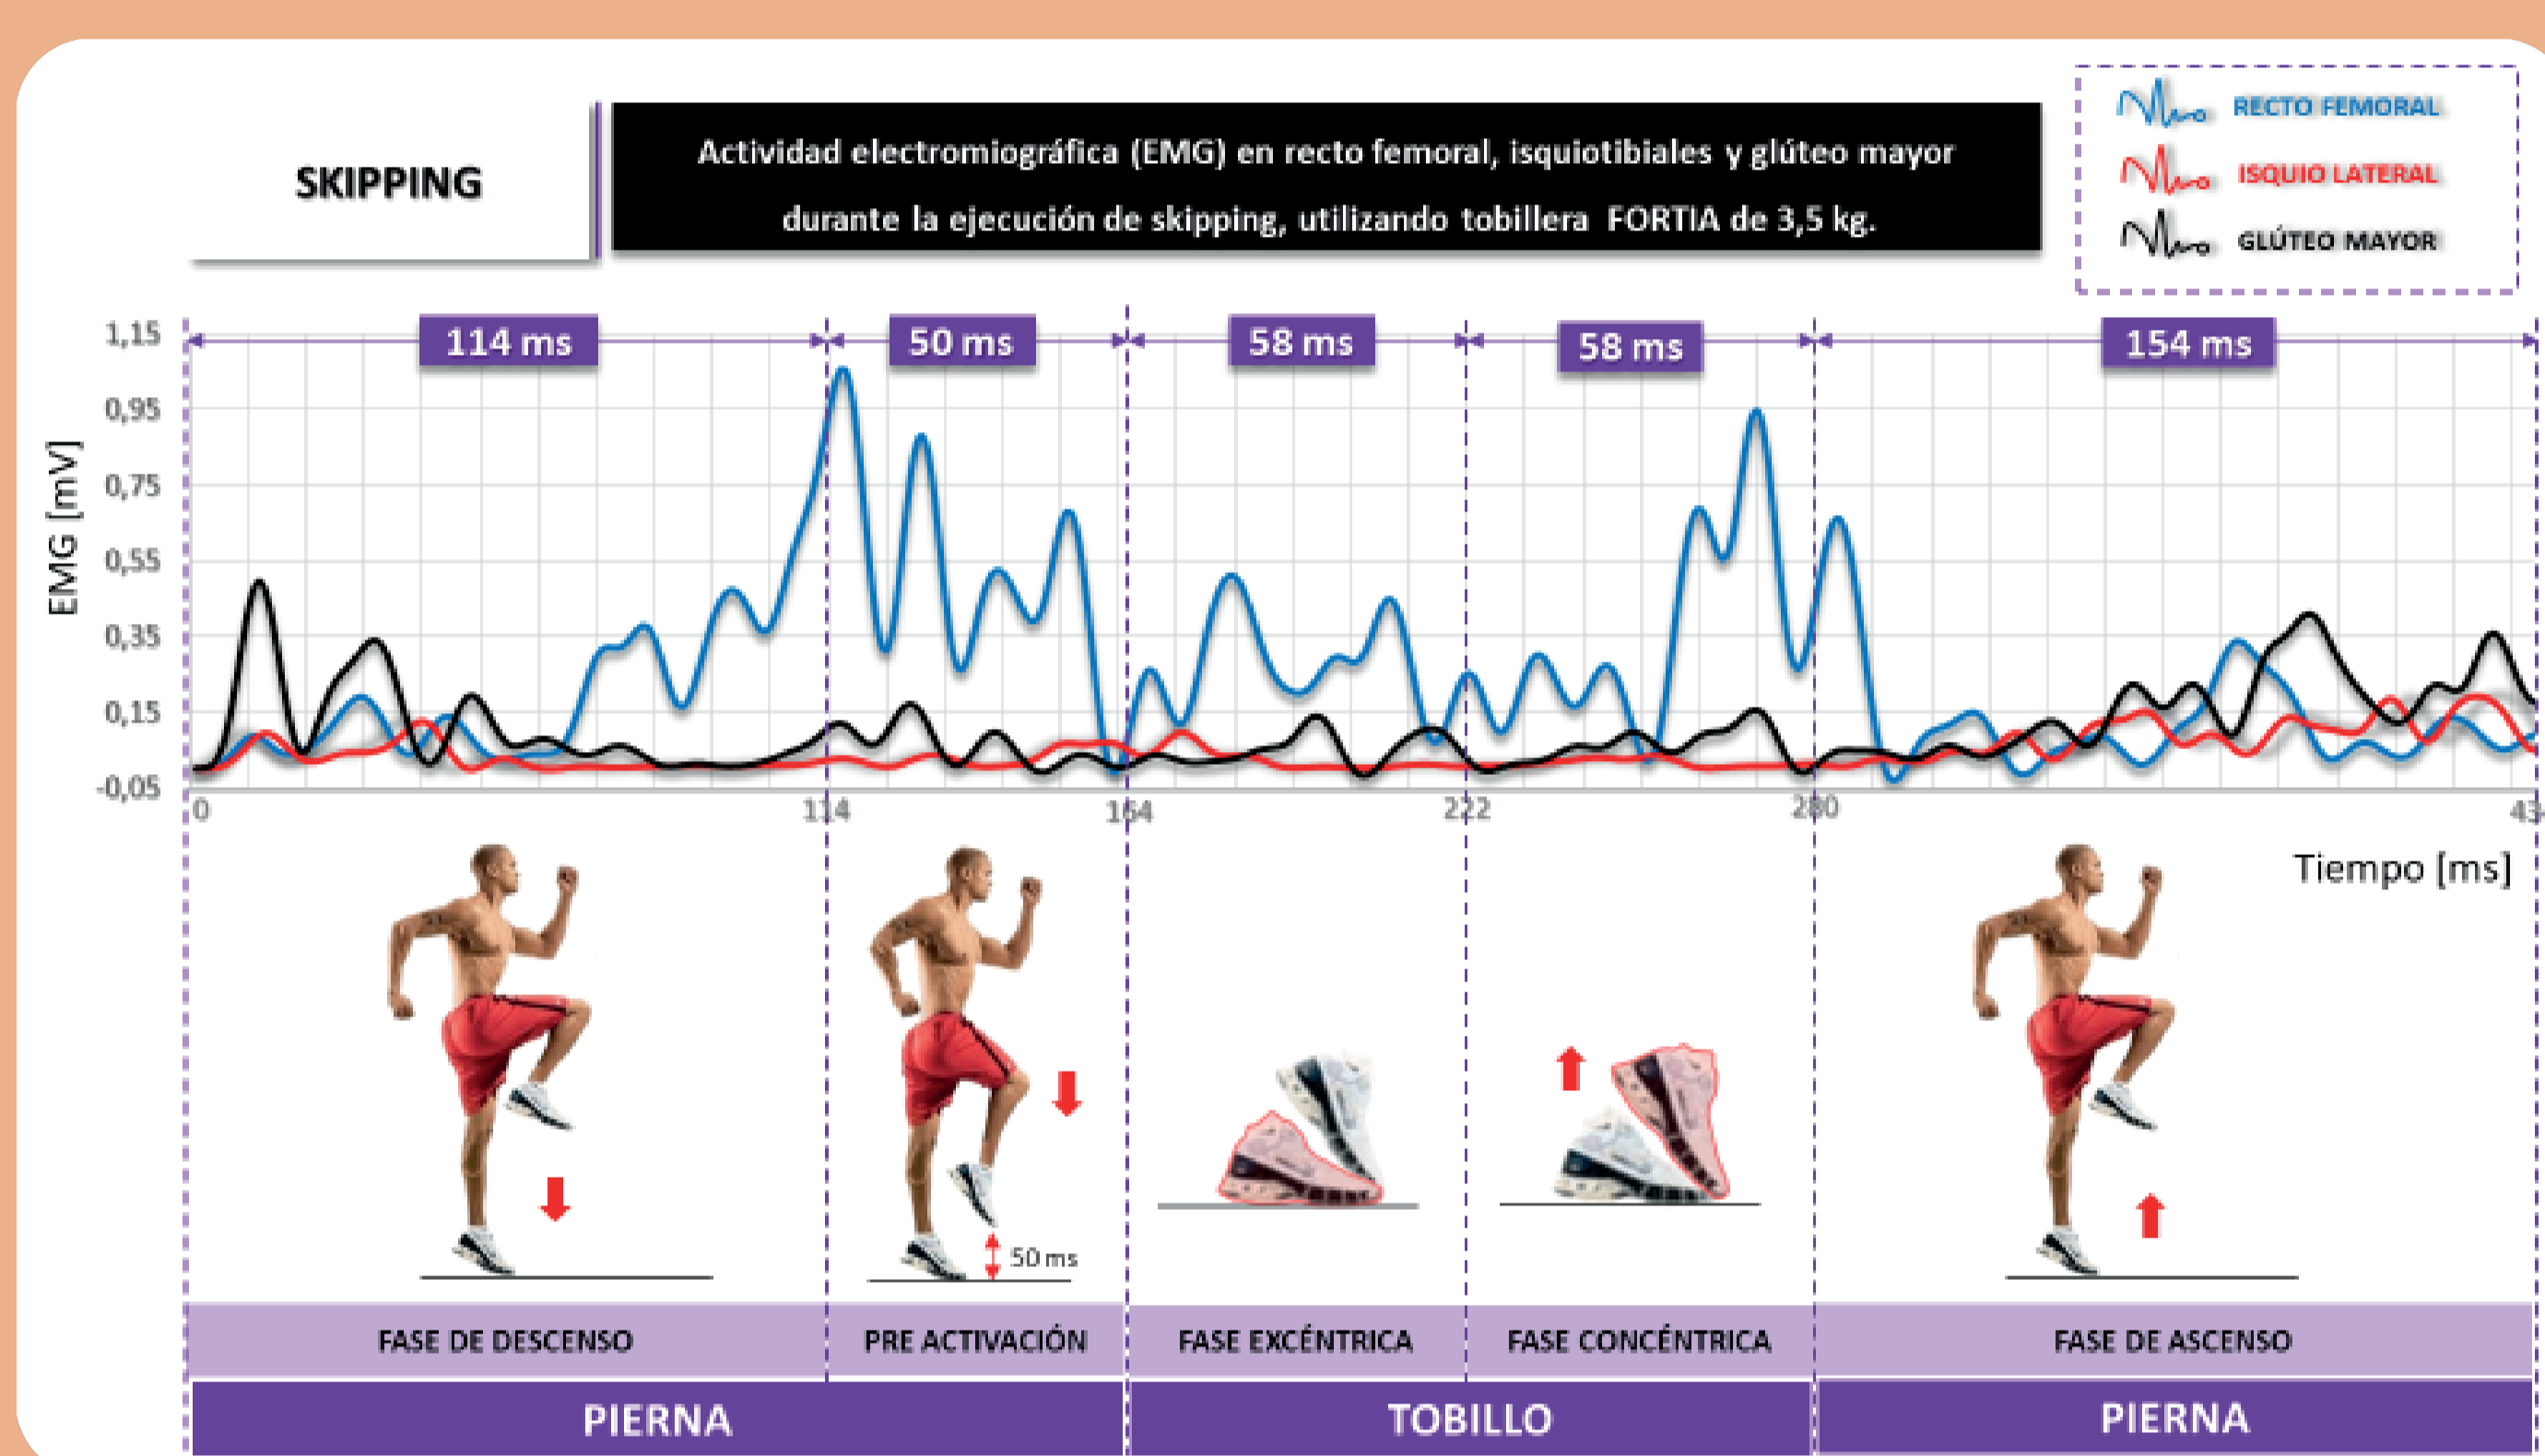 SKIPPING
Actividad electromiográfica (EMG) en recto femoral, isquiotibiales y glúteo mayor
durante la ejecución de skipping, utilizando tobillera FORTIA de 3,5 kg.
RECTO FEMORAL
ISQUIO LATERAL
GLÚTEO MAYOR
114 ms
50 ms
58 ms
58 ms
154 ms
EMG [mV]
1,15
0,95
0,75
0,55
0,35
0,15
-0,05
0
114
164
222
280
Tiempo [ms]
50 ms
FASE DE DESCENSO
PRE ACTIVACIÓN
FASE EXCÉNTRICA
FASE CONCÉNTRICA
FASE DE ASCENSO
PIERNA
TOBILLO
PIERNA